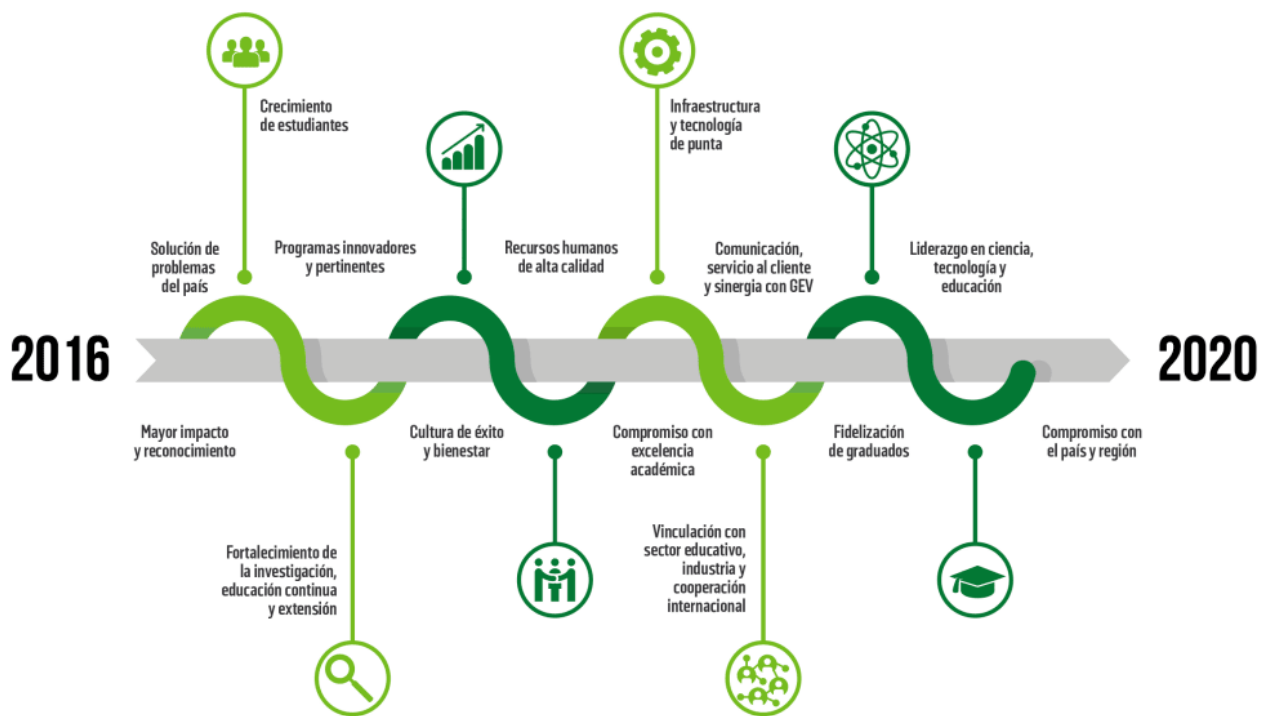 Crecimiento
de estudiantes
Infraestructura
y tecnología
de punta
Solución de
problemas
del país
Programas innovadores
y pertinentes
Recursos humanos
de alta calidad
Comunicación,
servicio al cliente
y sinergia con GEV
Liderazgo en ciencia,
tecnología y
educación
2016
2020
Mayor impacto
y reconocimiento
Cultura de éxito
y bienestar
Compromiso con
excelencia
académica
Fidelización
de graduados
Compromiso con
el país y región
Fortalecimiento de
la investigación,
educación continua
y extensión
Vinculación con
sector educativo,
industria y
cooperación
internacional